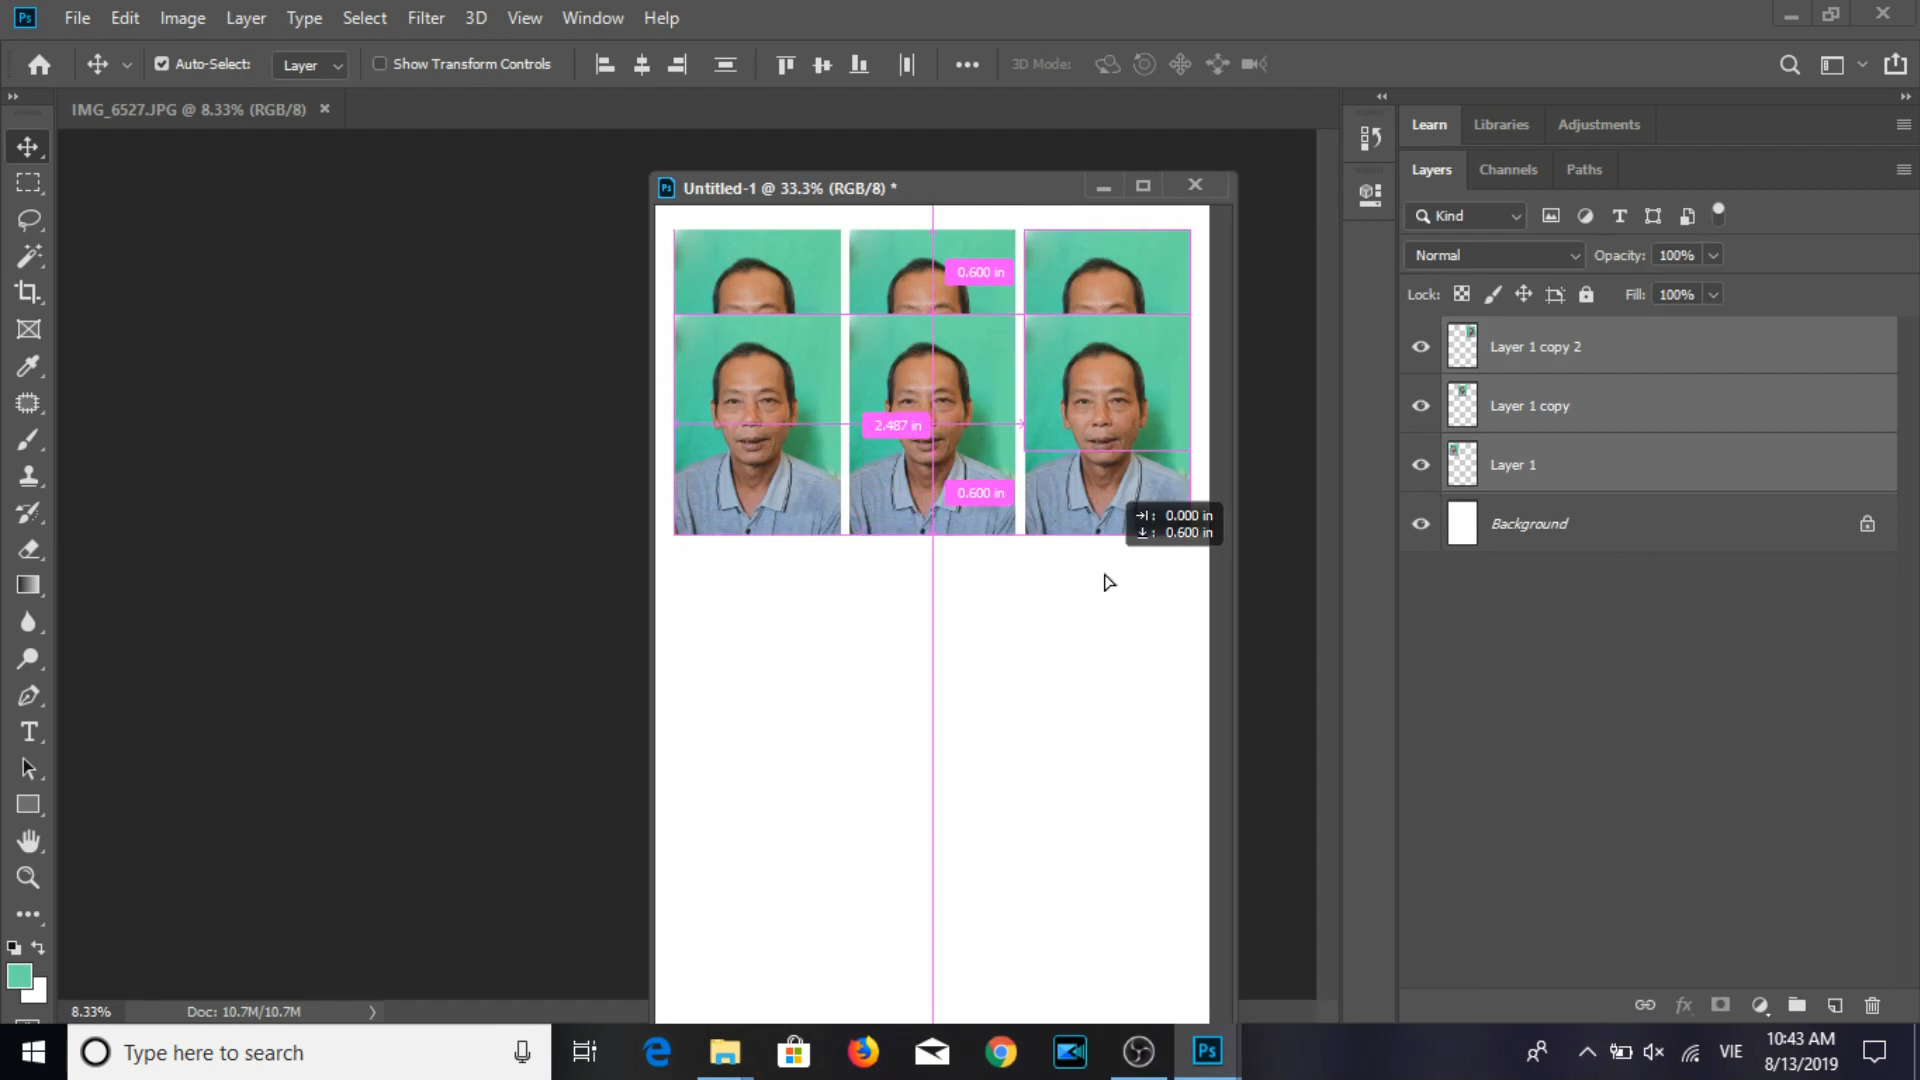 Ps File Edit Image Layer Type Select Filter 3D View Window Help
Auto-Select: Layer Show Transform Controls 3D Mode:
IMG_6527.JPG @ 8.33% (RGB/8)
Learn Libraries Adjustments
Layers Channels Paths
Kind
Normal Opacity: 100%
Lock: Fill: 100%
Layer 1 copy 2
Layer 1 copy
Layer 1
Background
Ps Untitled-1 @ 33.3% (RGB/8) *
0.600 in
2.487 in
0.600 in
: 0.000 in
: 0.600 in
8.33% Doc: 10.7M/10.7M
Type here to search
Ps
VIE
10:43 AM
8/13/2019